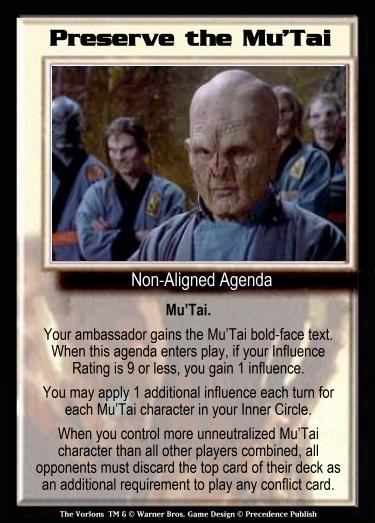 Preserve the Mu'Tai
Non-Aligned Agenda
Mu'Tai.
Your ambassador gains the Mu'Tai bold-face text.
When this agenda enters play, if your Influence
Rating is 9 or less, you gain 1 influence.
You may apply 1 additional influence each turn for
each Mu'Tai character in your Inner Circle.
When you control more unneutralized Mu'Tai
character than all other players combined, all
opponents must discard the top card of their deck as
an additional requirement to play any conflict card.
The Vorlons TM & © Warner Bros. Game Design © Precedence Publish